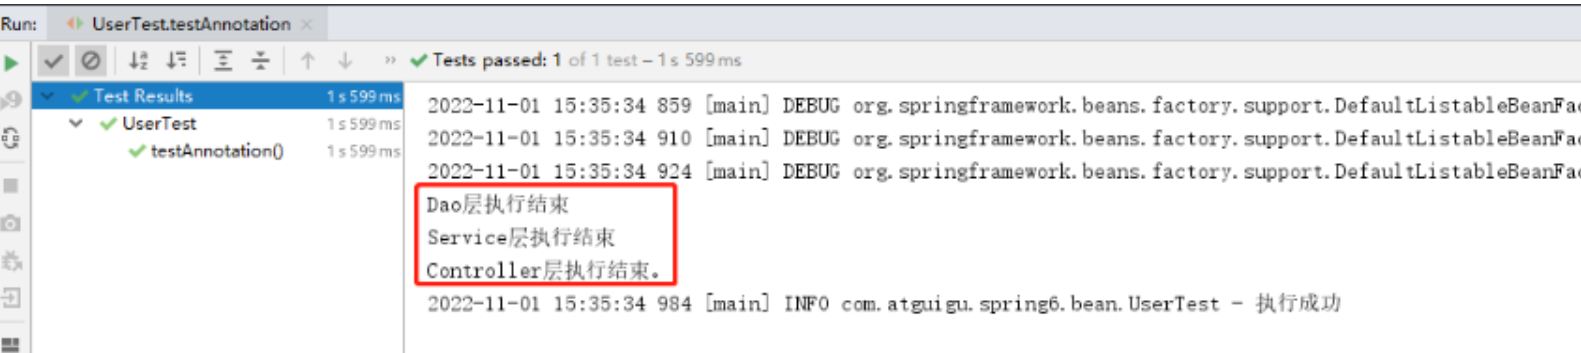 Run: UserTest.testAnnotation
Tests passed: 1 of 1 test – 1 s 599 ms
Test Results 1 s 599 ms
UserTest 1 s 599 ms
testAnnotation() 1 s 599 ms
2022-11-01 15:35:34 859 [main] DEBUG org.springframework.beans.factory.support.DefaultListableBeanFa
2022-11-01 15:35:34 910 [main] DEBUG org.springframework.beans.factory.support.DefaultListableBeanFa
2022-11-01 15:35:34 924 [main] DEBUG org.springframework.beans.factory.support.DefaultListableBeanFa
Dao层执行结束
Service层执行结束
Controller层执行结束。
2022-11-01 15:35:34 984 [main] INFO com.atguigu.spring6.bean.UserTest - 执行成功